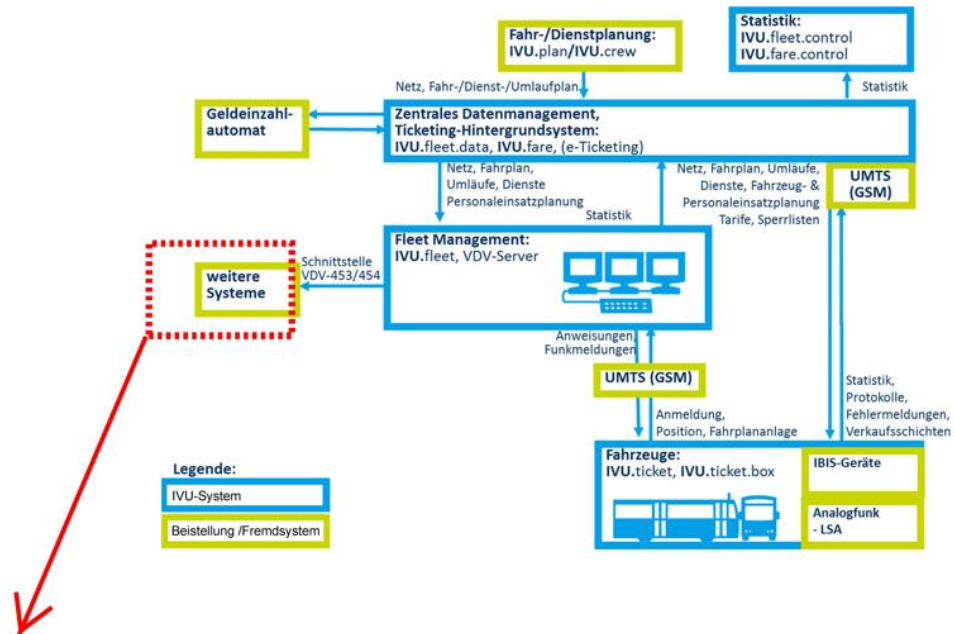 Fahr-/Dienstplanung:
IVU.plan/IVU.crew
Statistik:
IVU.fleet.control
IVU.fare.control
Netz, Fahr-/Dienst-/Umlaufplan
Statistik
Geldeinzahl-
automat
Zentrales Datenmanagement,
Ticketing-Hintergrundsystem:
IVU.fleet.data, IVU.fare, (e-Ticketing)
Netz, Fahrplan,
Umläufe, Dienste
Personaleinsatzplanung
Statistik
Netz, Fahrplan, Umläufe,
Dienste, Fahrzeug- &
Personaleinsatzplanung
Tarife, Sperrlisten
UMTS
(GSM)
Fleet Management:
IVU.fleet, VDV-Server
Schnittstelle
VDV-453/454
weitere
Systeme
Anweisungen,
Funkmeldungen
UMTS (GSM)
Anmeldung,
Position, Fahrplananlage
Statistik,
Protokolle,
Fehlermeldungen,
Verkaufsschichten
Fahrzeuge:
IVU.ticket, IVU.ticket.box
IBIS-Geräte
Analogfunk
- LSA
Legende:
IVU-System
Beistellung /Fremdsystem